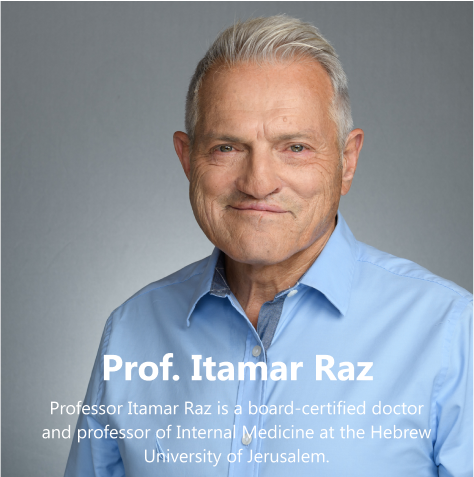 Prof. Itamar Raz
Professor Itamar Raz is a board-certified doctor
and professor of Internal Medicine at the Hebrew
University of Jerusalem.